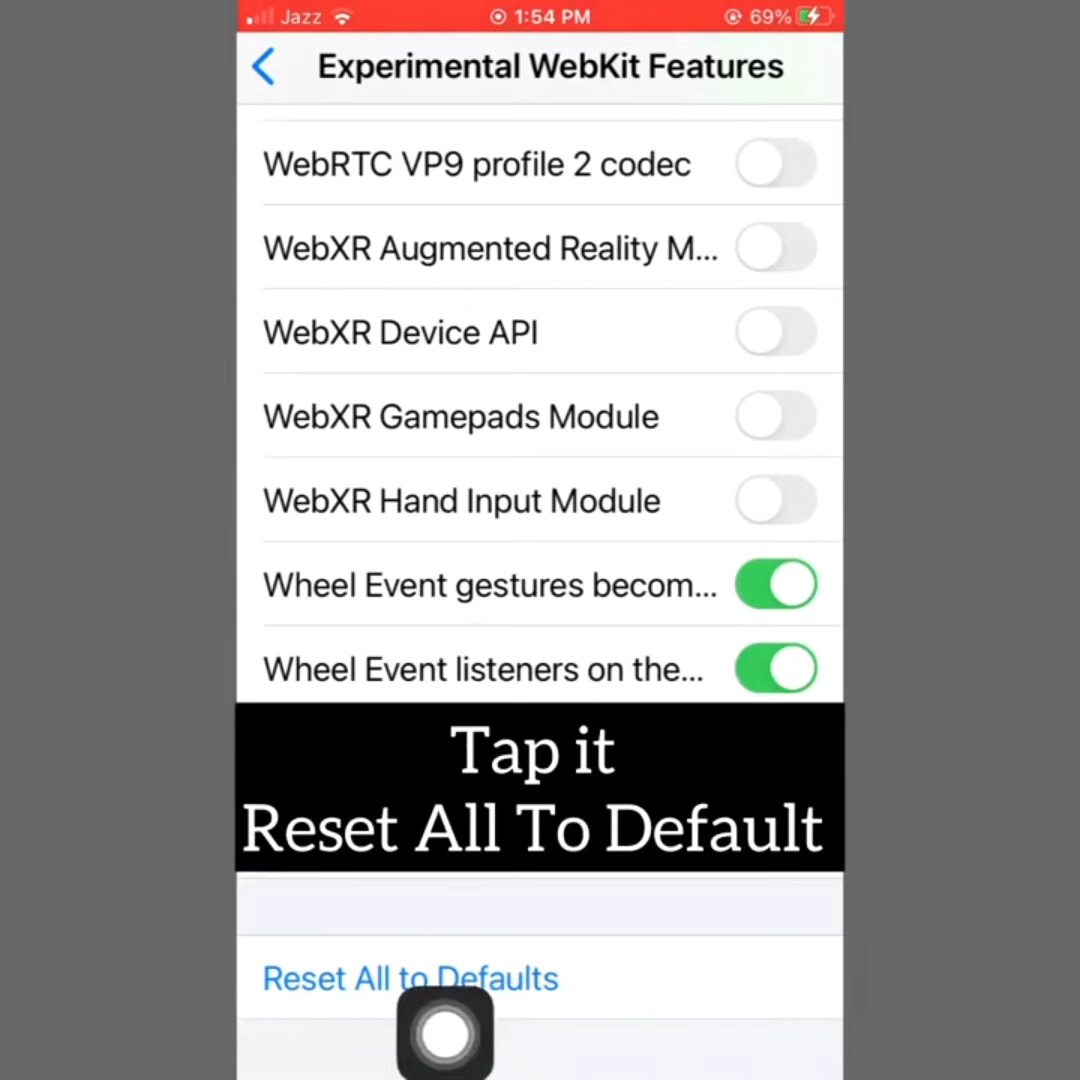 Jazz 1:54 PM 69%
Experimental WebKit Features
WebRTC VP9 profile 2 codec
WebXR Augmented Reality M...
WebXR Device API
WebXR Gamepads Module
WebXR Hand Input Module
Wheel Event gestures becom...
Wheel Event listeners on the...
Tap it
Reset All To Default
Reset All to Defaults